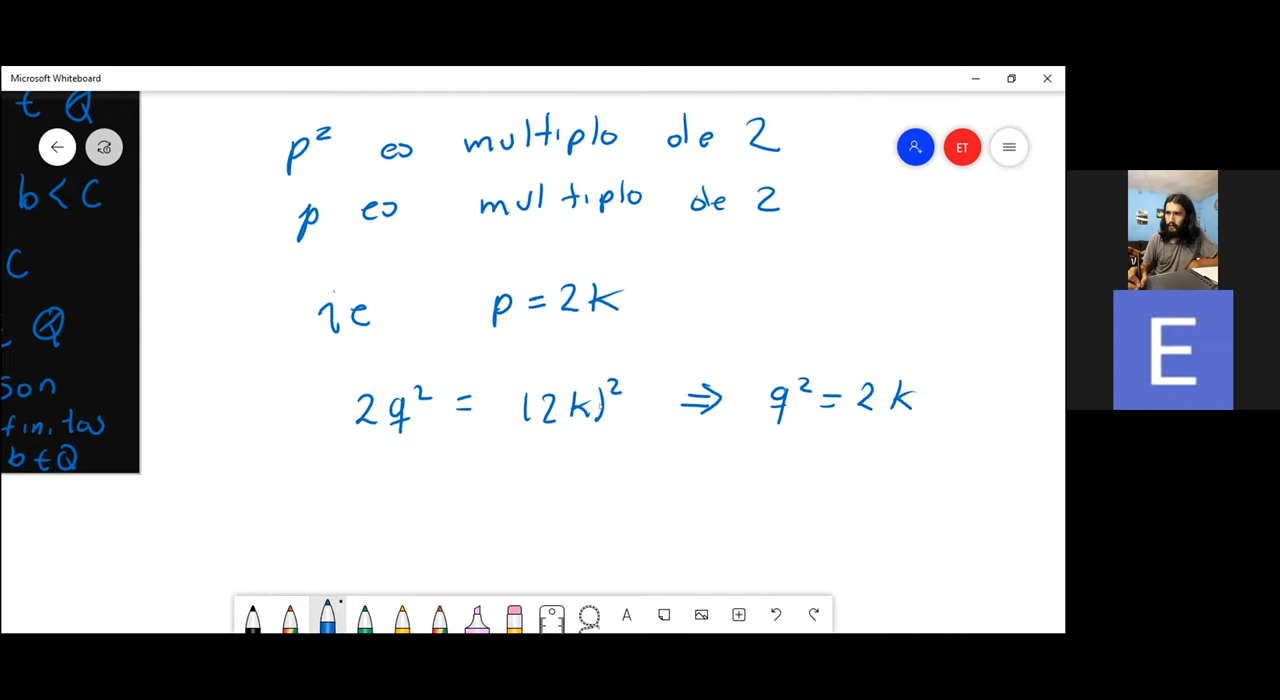 Microsoft Whiteboard
t Q
b < C
C
Q
son
finitas
b t Q
p² es multiplo de 2
p es multiplo de 2
ie p = 2k
2q² = (2k)² ⇒ q² = 2k
ET
A
E